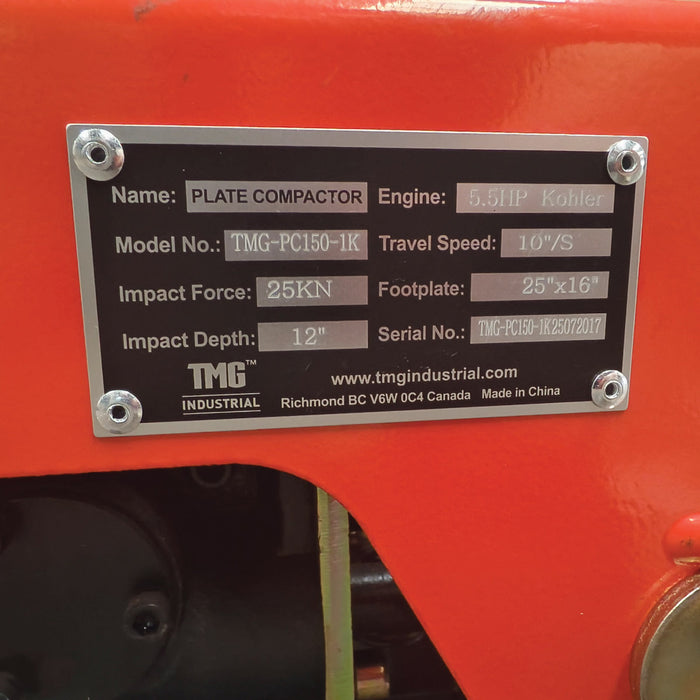 Name: PLATE COMPACTOR Engine: 5.5HP Kohler
Model No.: TMG-PC150-1K Travel Speed: 10"/S
Impact Force: 25KN Footplate: 25"x16"
Impact Depth: 12" Serial No.: TMG-PC150-1K25072017
TMG™ www.tmgindustrial.com
INDUSTRIAL Richmond BC V6W 0C4 Canada Made in China